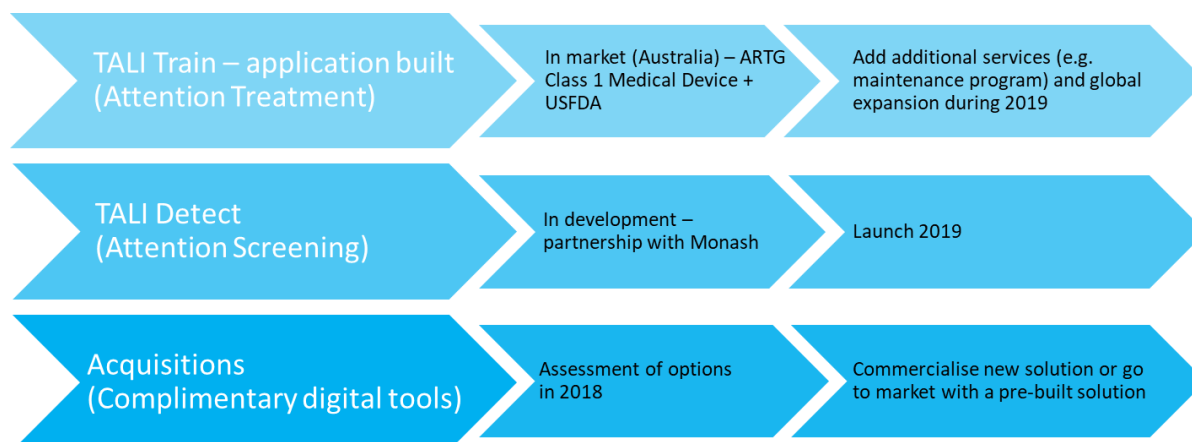 TALI Train – application built
(Attention Treatment)
In market (Australia) – ARTG
Class 1 Medical Device +
USFDA
Add additional services (e.g.
maintenance program) and global
expansion during 2019
TALI Detect
(Attention Screening)
In development –
partnership with Monash
Launch 2019
Acquisitions
(Complimentary digital tools)
Assessment of options
in 2018
Commercialise new solution or go
to market with a pre-built solution